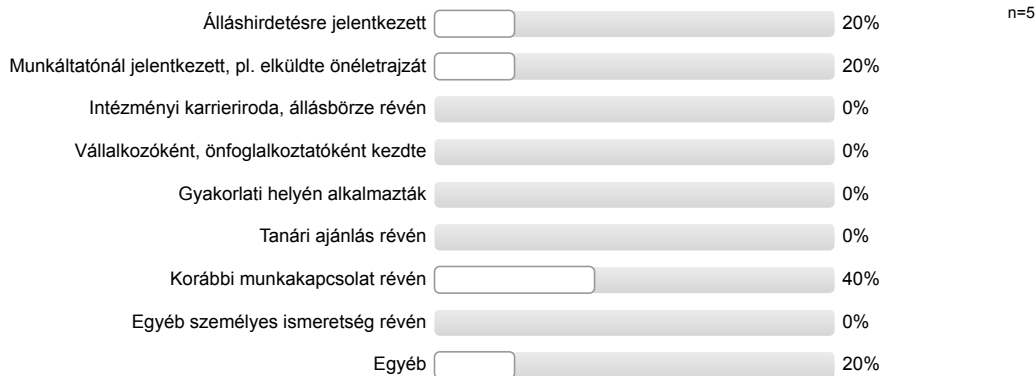 Álláshirdetésre jelentkezett 20% n=5
Munkáltatónál jelentkezett, pl. elküldte önéletrajzát 20%
Intézményi karrieriroda, állásbörze révén 0%
Vállalkozóként, önfoglalkoztatóként kezdte 0%
Gyakorlati helyén alkalmazták 0%
Tanári ajánlás révén 0%
Korábbi munkakapcsolat révén 40%
Egyéb személyes ismeretség révén 0%
Egyéb 20%